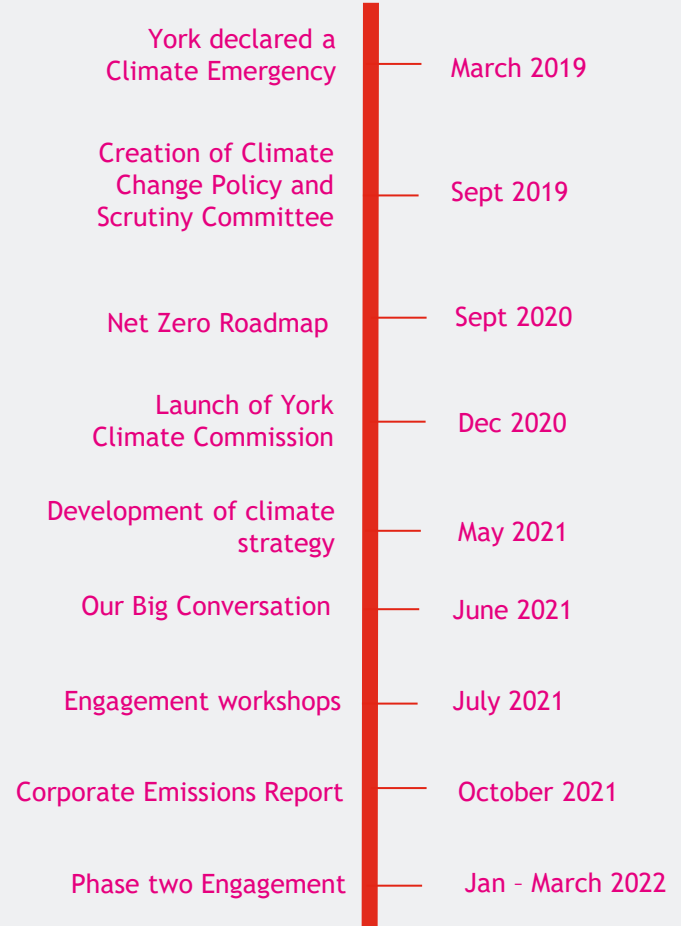 York declared a
Climate Emergency
March 2019
Creation of Climate
Change Policy and
Scrutiny Committee
Sept 2019
Net Zero Roadmap
Sept 2020
Launch of York
Climate Commission
Dec 2020
Development of climate
strategy
May 2021
Our Big Conversation
June 2021
Engagement workshops
July 2021
Corporate Emissions Report
October 2021
Phase two Engagement
Jan – March 2022